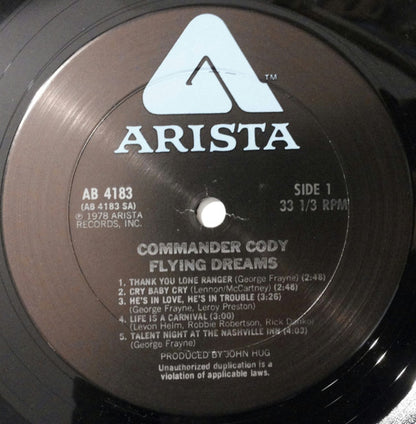 TM
ARISTA
AB 4183
(AB 4183 SA)
℗ 1978 ARISTA
RECORDS, INC.
SIDE 1
33 1/3 RPM
COMMANDER CODY
FLYING DREAMS
1. THANK YOU LONE RANGER (George Frayne) (2:48)
2. CRY BABY CRY (Lennon/McCartney) (2:48)
3. HE'S IN LOVE, HE'S IN TROUBLE (3:26)
(George Frayne, Leroy Preston)
4. LIFE IS A CARNIVAL (3:00)
(Levon Helm, Robbie Robertson, Rick Danko)
5. TALENT NIGHT AT THE NASHVILLE INN (4:03)
(George Frayne)
PRODUCED BY JOHN HUG
Unauthorized duplication is a
violation of applicable laws.